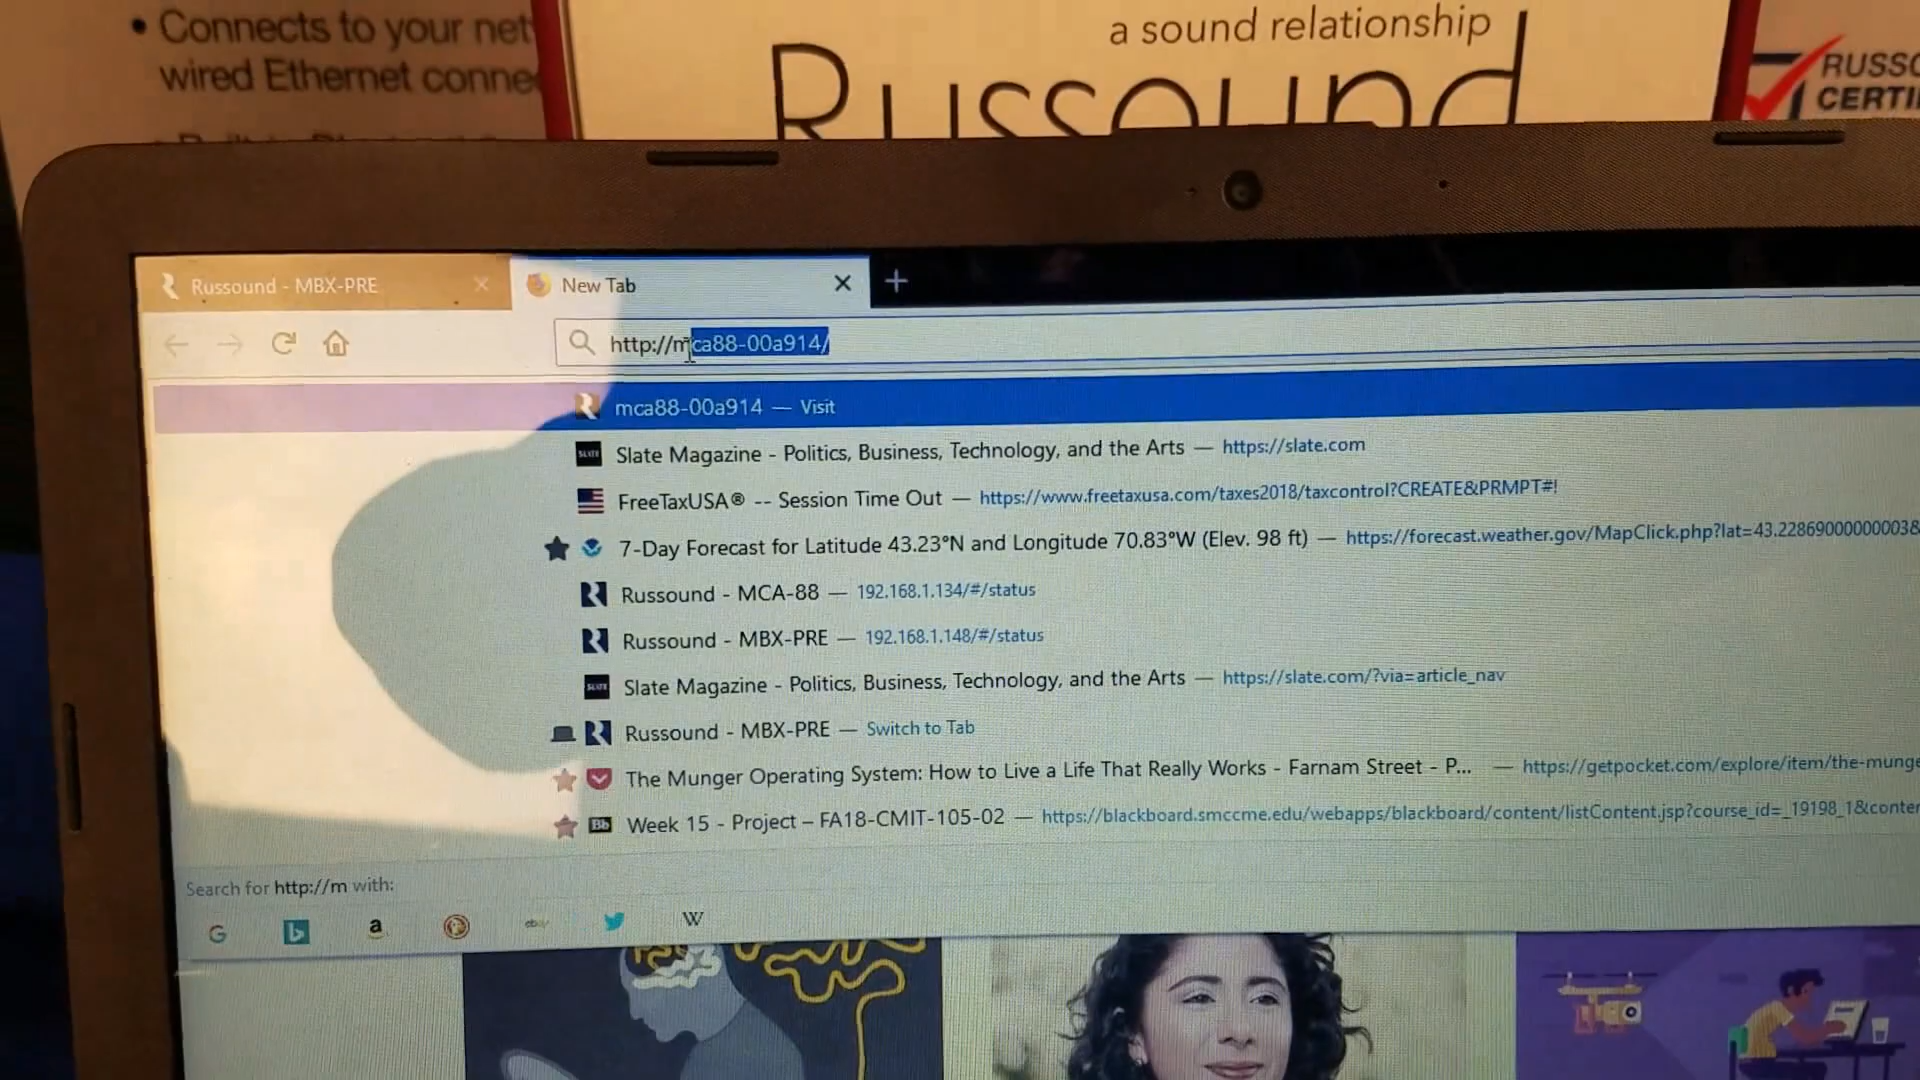 • Connects to your net
wired Ethernet conne
a sound relationship
Russound
RUSSO
CERTIF
Russound - MBX-PRE
New Tab
http://mca88-00a914/
mca88-00a914 — Visit
Slate Magazine - Politics, Business, Technology, and the Arts — https://slate.com
FreeTaxUSA® -- Session Time Out — https://www.freetaxusa.com/taxes2018/taxcontrol?CREATE&PRMPT#!
7-Day Forecast for Latitude 43.23°N and Longitude 70.83°W (Elev. 98 ft) — https://forecast.weather.gov/MapClick.php?lat=43.228690000000038&
Russound - MCA-88 — 192.168.1.134/#/status
Russound - MBX-PRE — 192.168.1.148/#/status
SLATE Slate Magazine - Politics, Business, Technology, and the Arts — https://slate.com/?via=article_nav
Russound - MBX-PRE — Switch to Tab
The Munger Operating System: How to Live a Life That Really Works - Farnam Street - P... — https://getpocket.com/explore/item/the-munge
Bb Week 15 - Project – FA18-CMIT-105-02 — https://blackboard.smccme.edu/webapps/blackboard/content/listContent.jsp?course_id=_19198_1&conten
Search for http://m with:
G b a ebay W